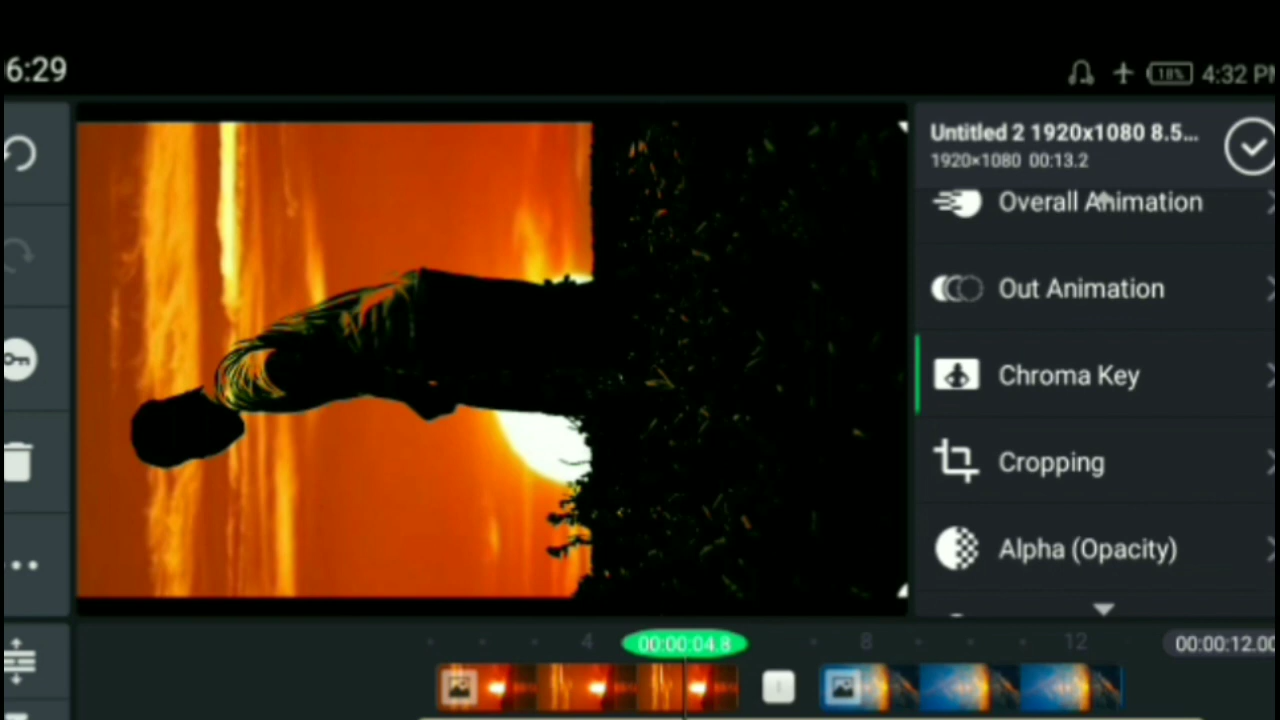 6:29
18%
4:32 PM
Untitled 2 1920x1080 8.5...
1920×1080 00:13.2
Overall Animation
Out Animation
Chroma Key
Cropping
Alpha (Opacity)
4
00:00:04.8
8
12
00:00:12.00